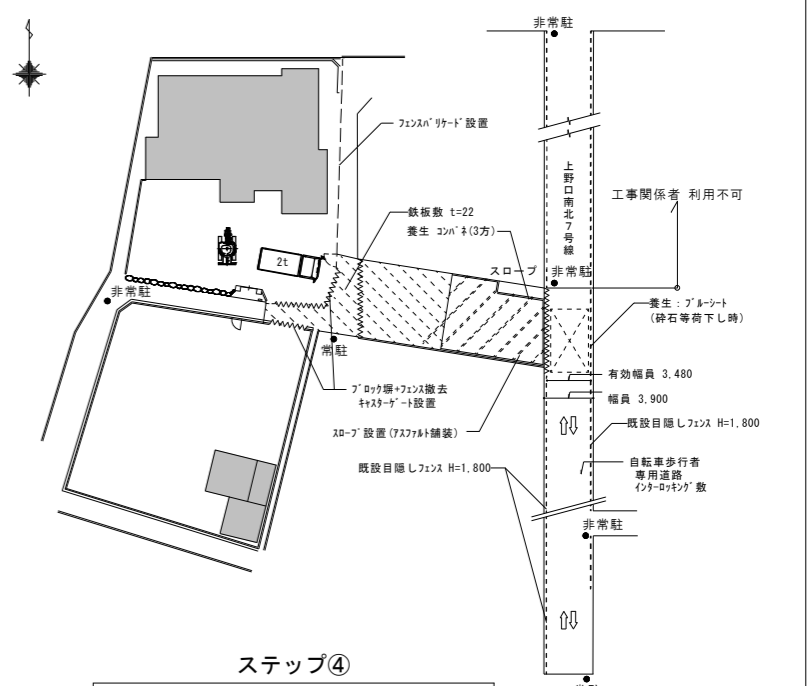 非常駐
フェンスバリケード設置
上野口南北7号線
工事関係者 利用不可
鉄板敷 t=22
養生 コンパネ(3方)
2t
スロープ
非常駐
非常駐
養生：ブルーシート
(砕石等荷下し時)
常駐
有効幅員 3,480
ブロック塀+フェンス撤去
キャスターゲート設置
幅員 3,900
既設目隠しフェンス H=1,800
スロープ設置(アスファルト舗装)
既設目隠しフェンス H=1,800
自転車歩行者
専用道路
インターロッキング敷
非常駐
ステップ④